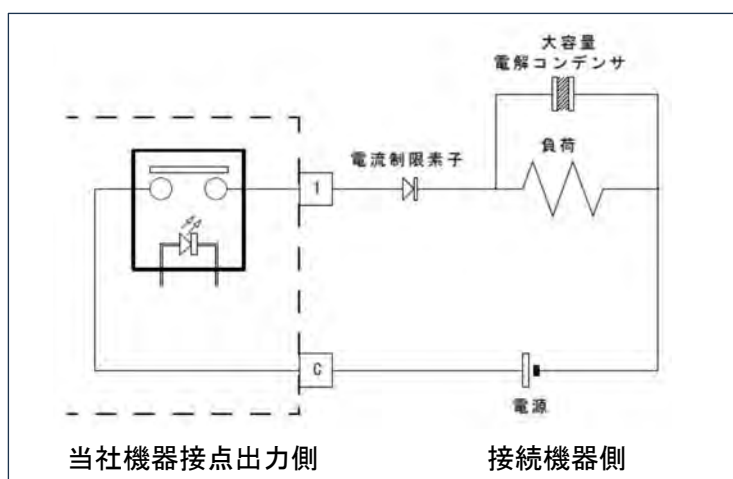 大容量
電解コンデンサ
電流制限素子
負荷
1
C
電源
当社機器接点出力側
接続機器側